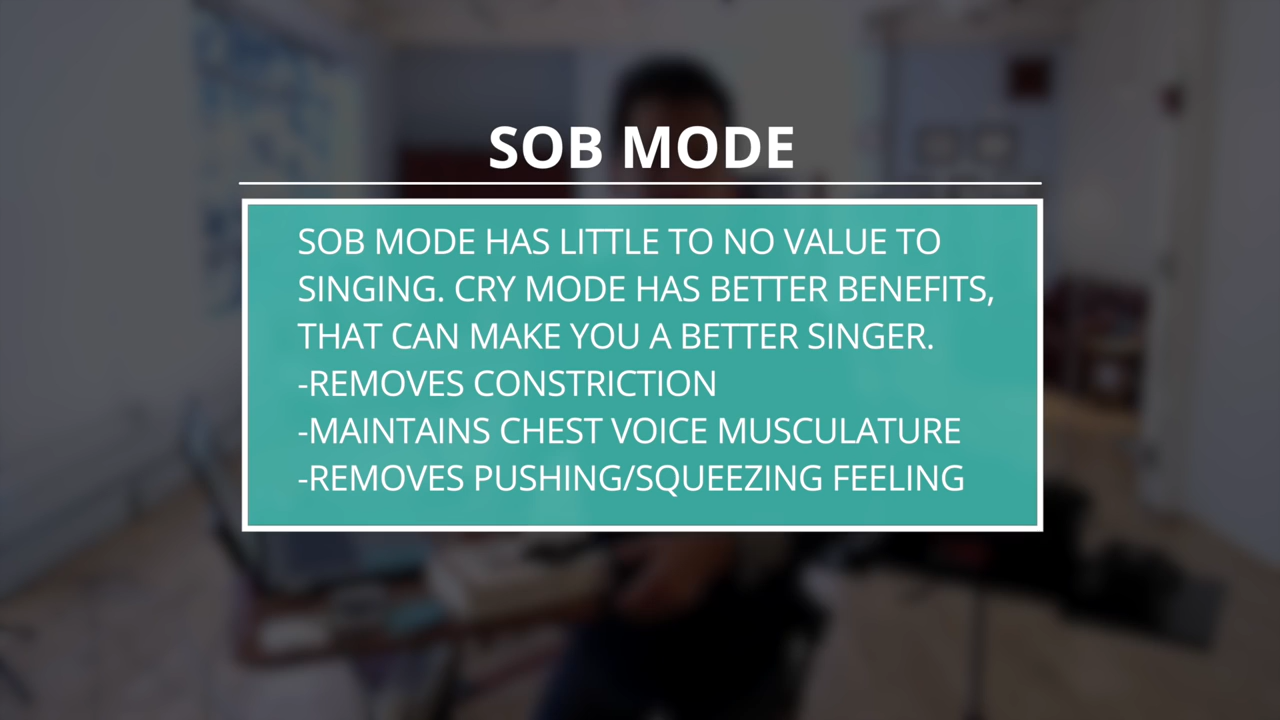 SOB MODE
SOB MODE HAS LITTLE TO NO VALUE TO
SINGING. CRY MODE HAS BETTER BENEFITS,
THAT CAN MAKE YOU A BETTER SINGER.
-REMOVES CONSTRICTION
-MAINTAINS CHEST VOICE MUSCULATURE
-REMOVES PUSHING/SQUEEZING FEELING